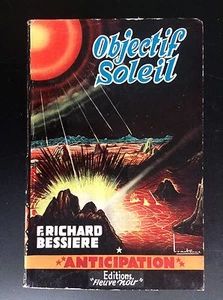 Objectif
Soleil
F. RICHARD
BESSIERE
ANTICIPATION
Editions
"Fleuve noir"